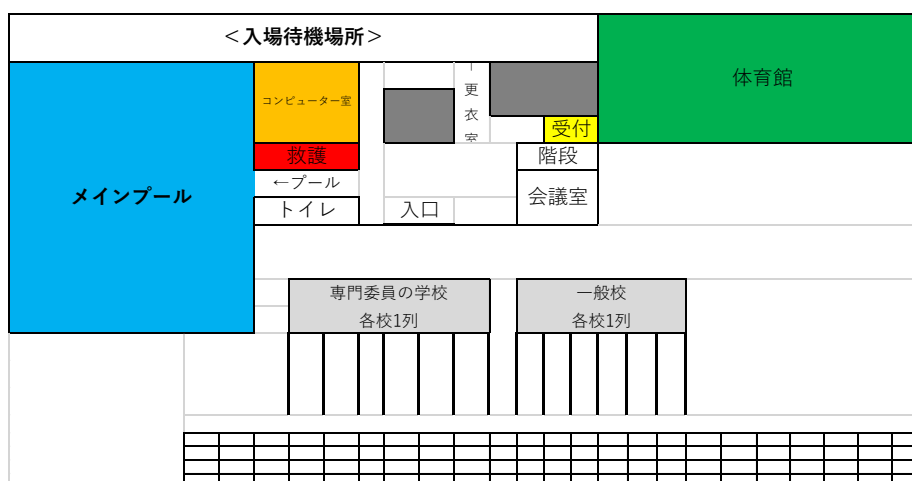 ＜入場待機場所＞
体育館
コンピューター室
更
衣
室
受付
救護
階段
←プール
メインプール
会議室
トイレ
入口
専門委員の学校
各校1列
一般校
各校1列